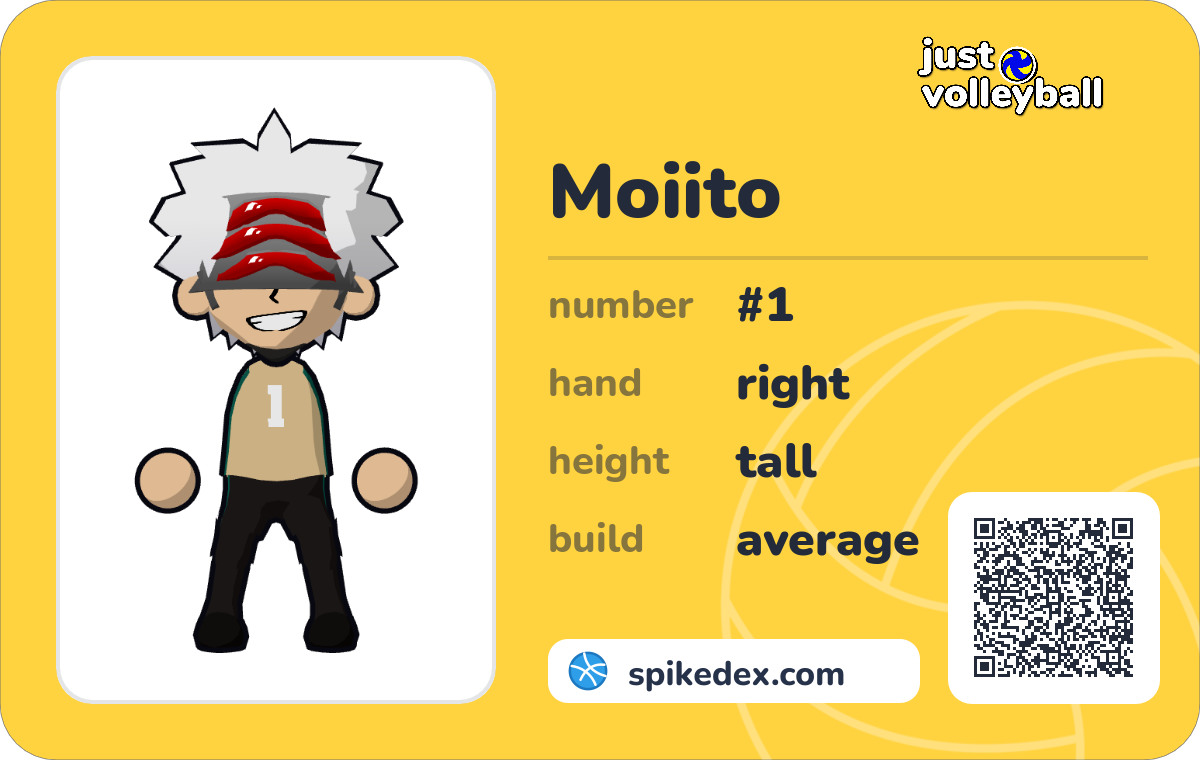 just
volleyball
Moiito
number #1
hand right
height tall
build average
1
spikedex.com